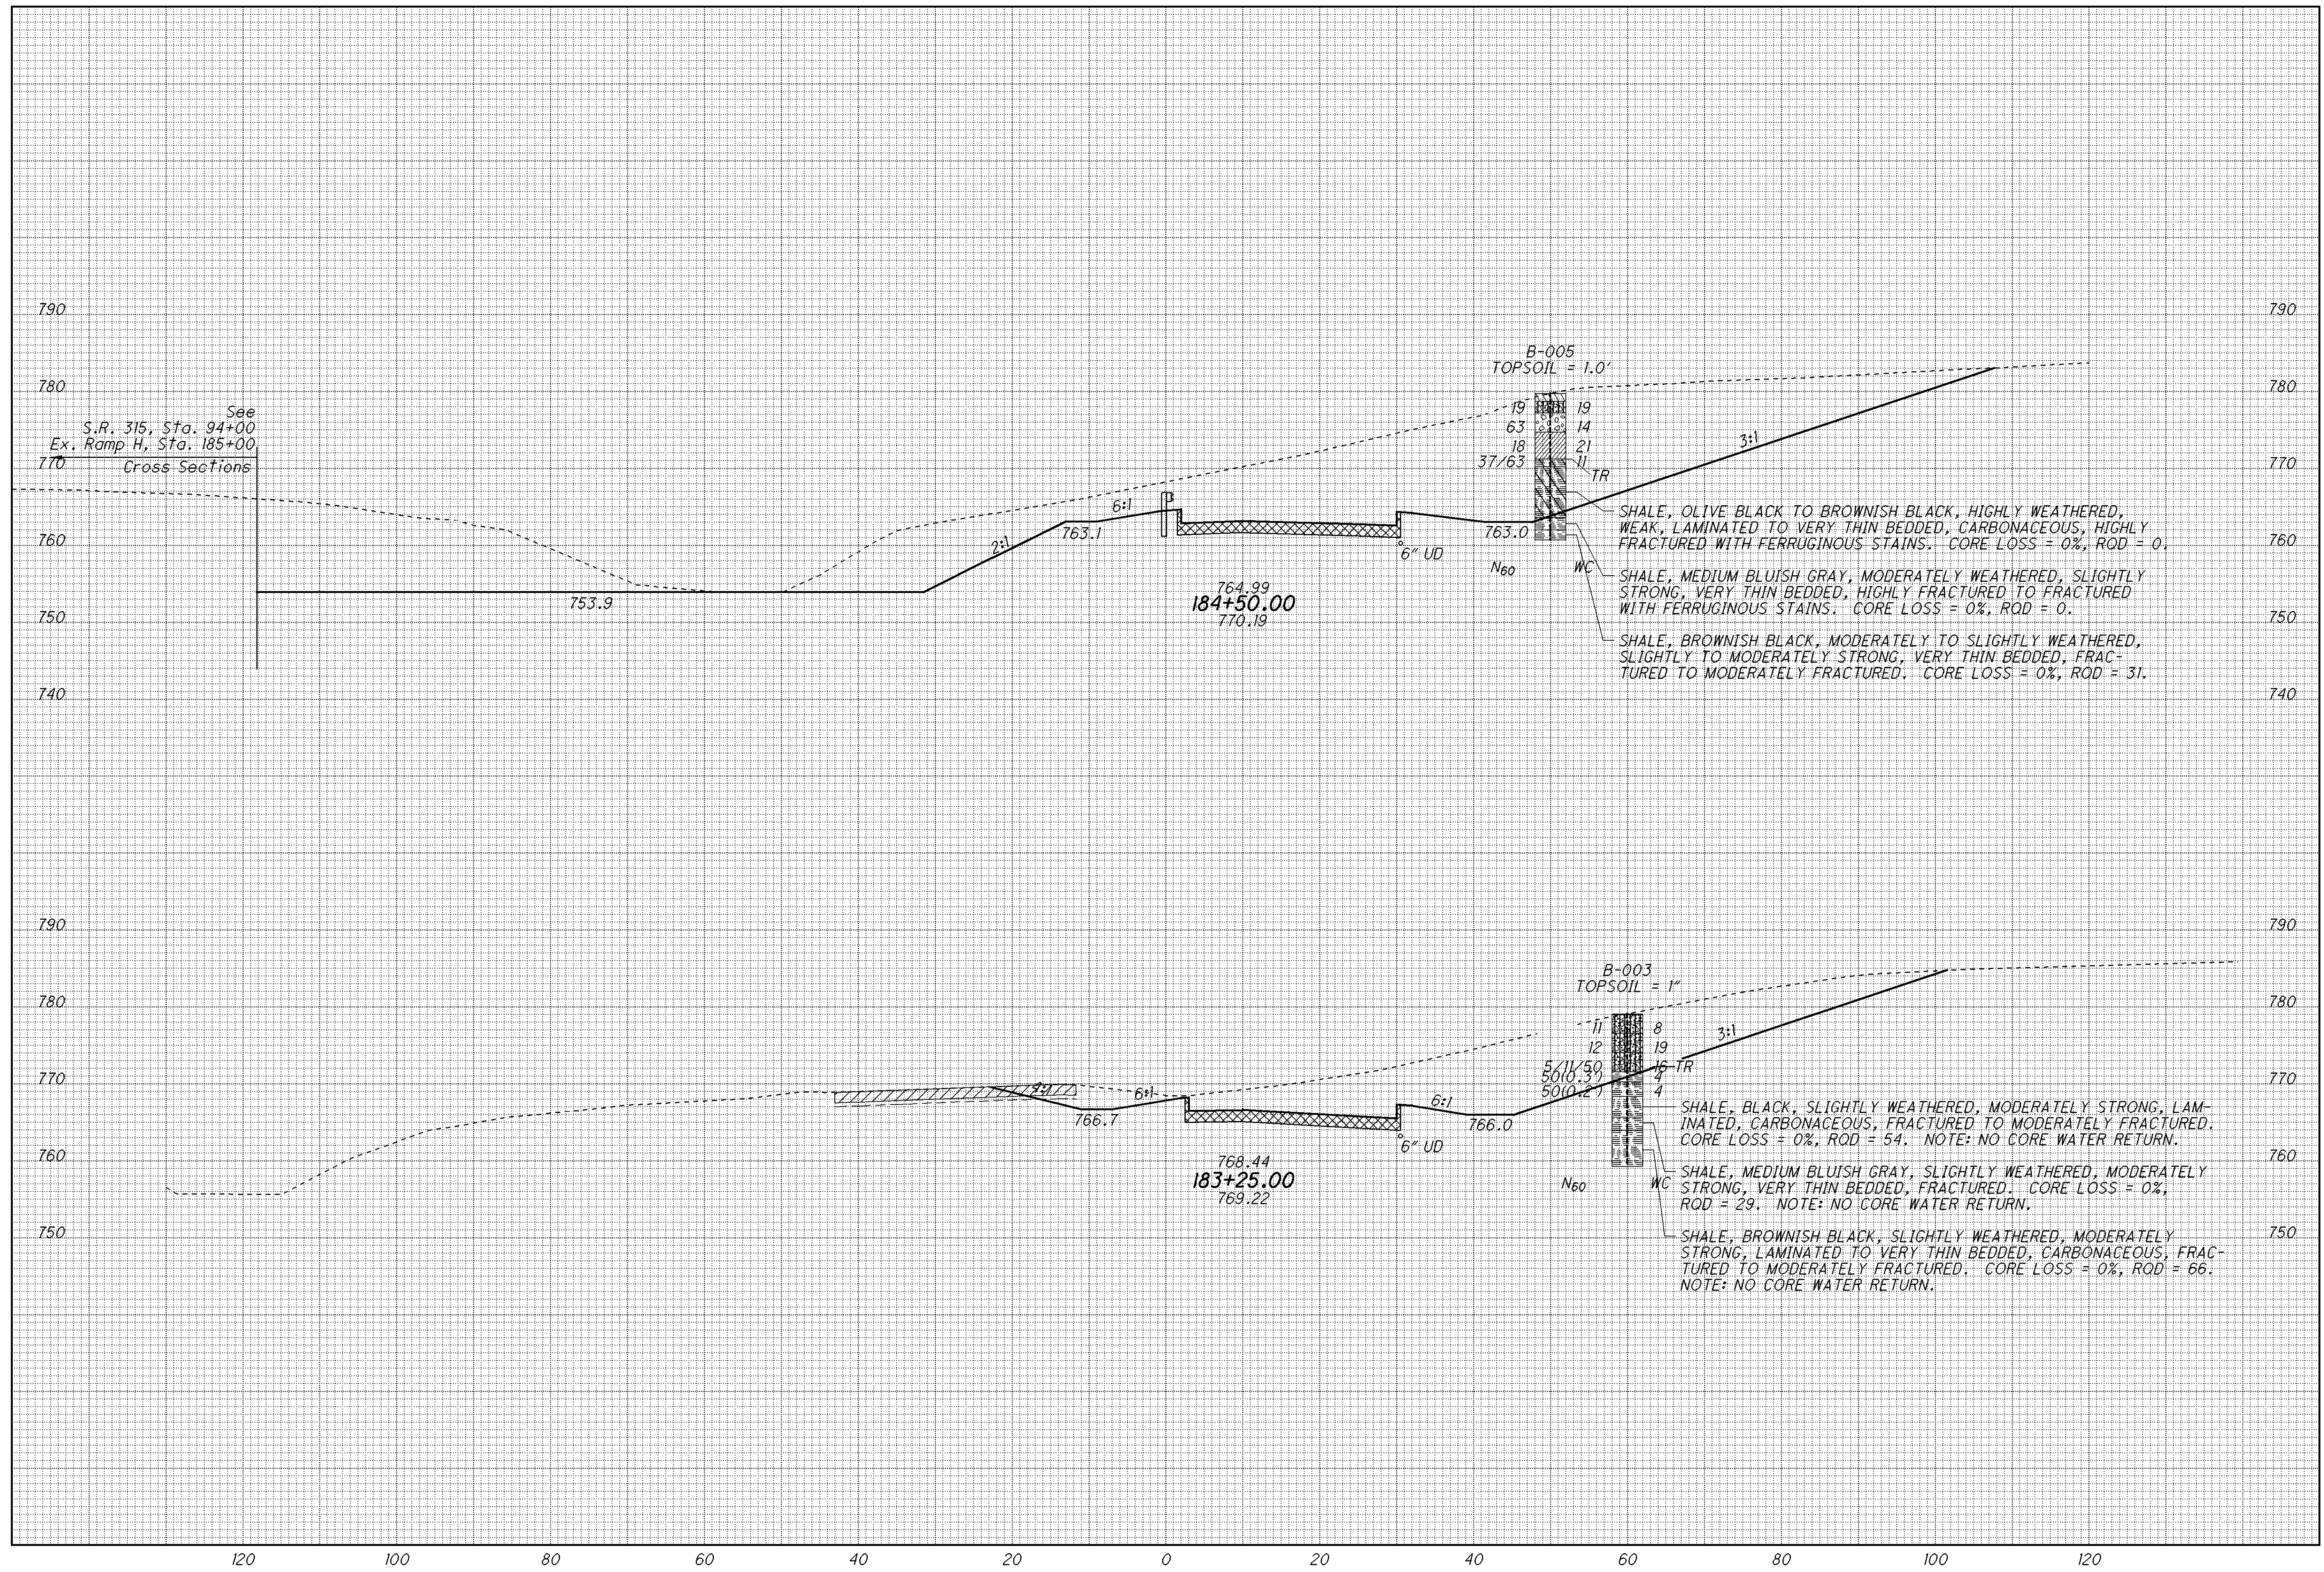 790
790
B-005
TOPSOIL = 1.0'
780
780
See
S.R. 315, Sta. 94+00
Ex. Ramp H, Sta. 185+00
Cross Sections
19
19
63
14
18
21
37/63
11
TR
3:1
770
770
6:1
2:1
763.1
763.0
6" UD
760
760
SHALE, OLIVE BLACK TO BROWNISH BLACK, HIGHLY WEATHERED,
WEAK, LAMINATED TO VERY THIN BEDDED, CARBONACEOUS, HIGHLY
FRACTURED WITH FERRUGINOUS STAINS. CORE LOSS = 0%, RQD = 0.
N60
WC
SHALE, MEDIUM BLUISH GRAY, MODERATELY WEATHERED, SLIGHTLY
STRONG, VERY THIN BEDDED, HIGHLY FRACTURED TO FRACTURED
WITH FERRUGINOUS STAINS. CORE LOSS = 0%, RQD = 0.
753.9
764.99
184+50.00
770.19
750
750
SHALE, BROWNISH BLACK, MODERATELY TO SLIGHTLY WEATHERED,
SLIGHTLY TO MODERATELY STRONG, VERY THIN BEDDED, FRAC-
TURED TO MODERATELY FRACTURED. CORE LOSS = 0%, RQD = 31.
740
740
790
790
B-003
TOPSOIL = 1"
780
780
11
8
12
19
3:1
5/11/50
16
TR
50(0.3')
4
50(0.2')
4
770
770
4:1
6:1
6:1
766.7
766.0
6" UD
SHALE, BLACK, SLIGHTLY WEATHERED, MODERATELY STRONG, LAM-
INATED, CARBONACEOUS, FRACTURED TO MODERATELY FRACTURED.
CORE LOSS = 0%, RQD = 54. NOTE: NO CORE WATER RETURN.
760
760
768.44
183+25.00
769.22
N60
WC
SHALE, MEDIUM BLUISH GRAY, SLIGHTLY WEATHERED, MODERATELY
STRONG, VERY THIN BEDDED, FRACTURED. CORE LOSS = 0%,
RQD = 29. NOTE: NO CORE WATER RETURN.
750
750
SHALE, BROWNISH BLACK, SLIGHTLY WEATHERED, MODERATELY
STRONG, LAMINATED TO VERY THIN BEDDED, CARBONACEOUS, FRAC-
TURED TO MODERATELY FRACTURED. CORE LOSS = 0%, RQD = 66.
NOTE: NO CORE WATER RETURN.
120 100 80 60 40 20 0 20 40 60 80 100 120